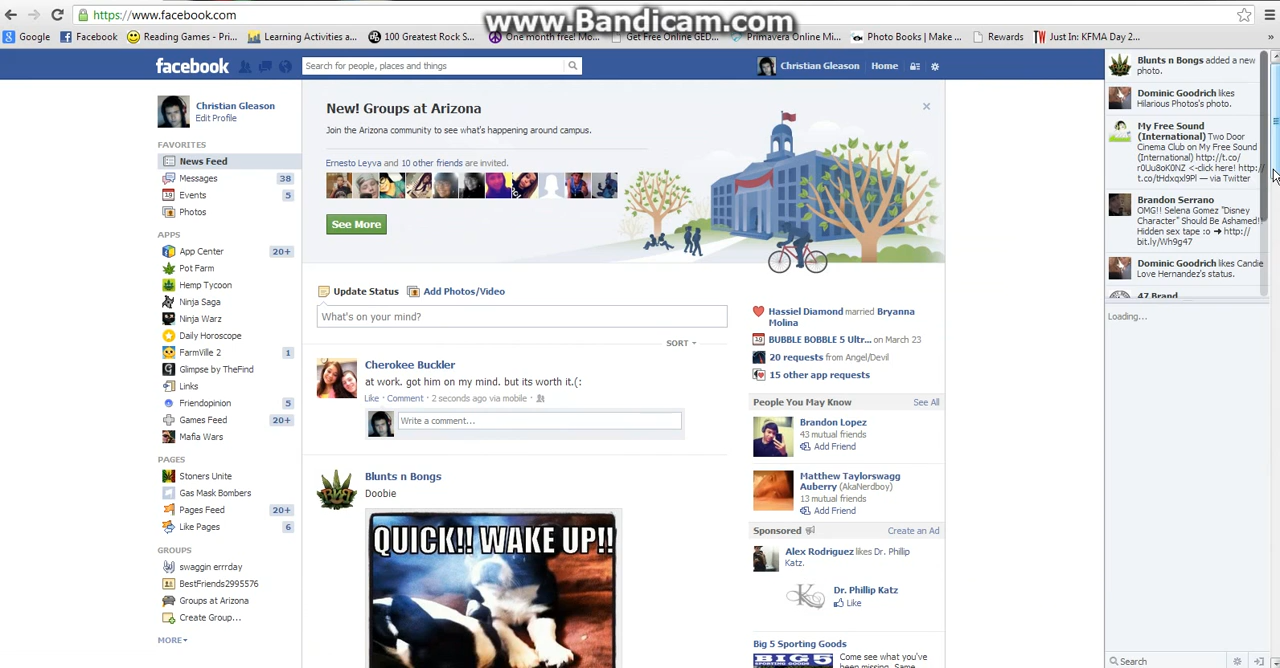 https://www.facebook.com
www.Bandicam.com
Google
Facebook
Reading Games - Pri...
Learning Activities a...
100 Greatest Rock S...
One month free! Mo...
Get Free Online GED...
Primavera Online Mi...
Photo Books | Make ...
Rewards
Just In: KFMA Day 2...
»
facebook
Search for people, places and things
Christian Gleason
Home
Christian Gleason
Edit Profile
FAVORITES
News Feed
Messages 38
Events 5
Photos
APPS
App Center 20+
Pot Farm
Hemp Tycoon
Ninja Saga
Ninja Warz
Daily Horoscope
FarmVille 2 1
Glimpse by TheFind
Links
Friendopinion 5
Games Feed 20+
Mafia Wars
PAGES
Stoners Unite
Gas Mask Bombers
Pages Feed 20+
Like Pages 6
GROUPS
swaggin errrday
BestFriends2995576
Groups at Arizona
Create Group...
MORE
New! Groups at Arizona
Join the Arizona community to see what's happening around campus.
Ernesto Leyva and 10 other friends are invited.
See More
Update Status
Add Photos/Video
What's on your mind?
SORT
Cherokee Buckler
at work. got him on my mind. but its worth it.(:
Like · Comment · 2 seconds ago via mobile ·
Write a comment...
Blunts n Bongs
Doobie
QUICK!! WAKE UP!!
Hassiel Diamond married Bryanna
Molina
BUBBLE BOBBLE 5 Ultr... on March 23
20 requests from Angel/Devil
15 other app requests
People You May Know
See All
Brandon Lopez
43 mutual friends
Add Friend
Matthew Taylorswagg
Auberry (AkaNerdboy)
13 mutual friends
Add Friend
Sponsored
Create an Ad
Alex Rodriguez likes Dr. Phillip
Katz.
Dr. Phillip Katz
Like
Big 5 Sporting Goods
BIG 5
SPORTING GOODS
Come see what you've
been missing. Same
Blunts n Bongs added a new
photo.
Dominic Goodrich likes
Hilarious Photos's photo.
My Free Sound
(International) Two Door
Cinema Club on My Free Sound
(International) http://t.co/
r0Uu8oK0NZ <-click here! http:/
t.co/tHdxqxl9Pl — via Twitter
Brandon Serrano
OMG!! Selena Gomez "Disney
Character" Should Be Ashamed!
Hidden sex tape :o ➜ http://
bit.ly/Wh9g47
Dominic Goodrich likes Candie
Love Hernandez's status.
47 Brand
Loading...
Search